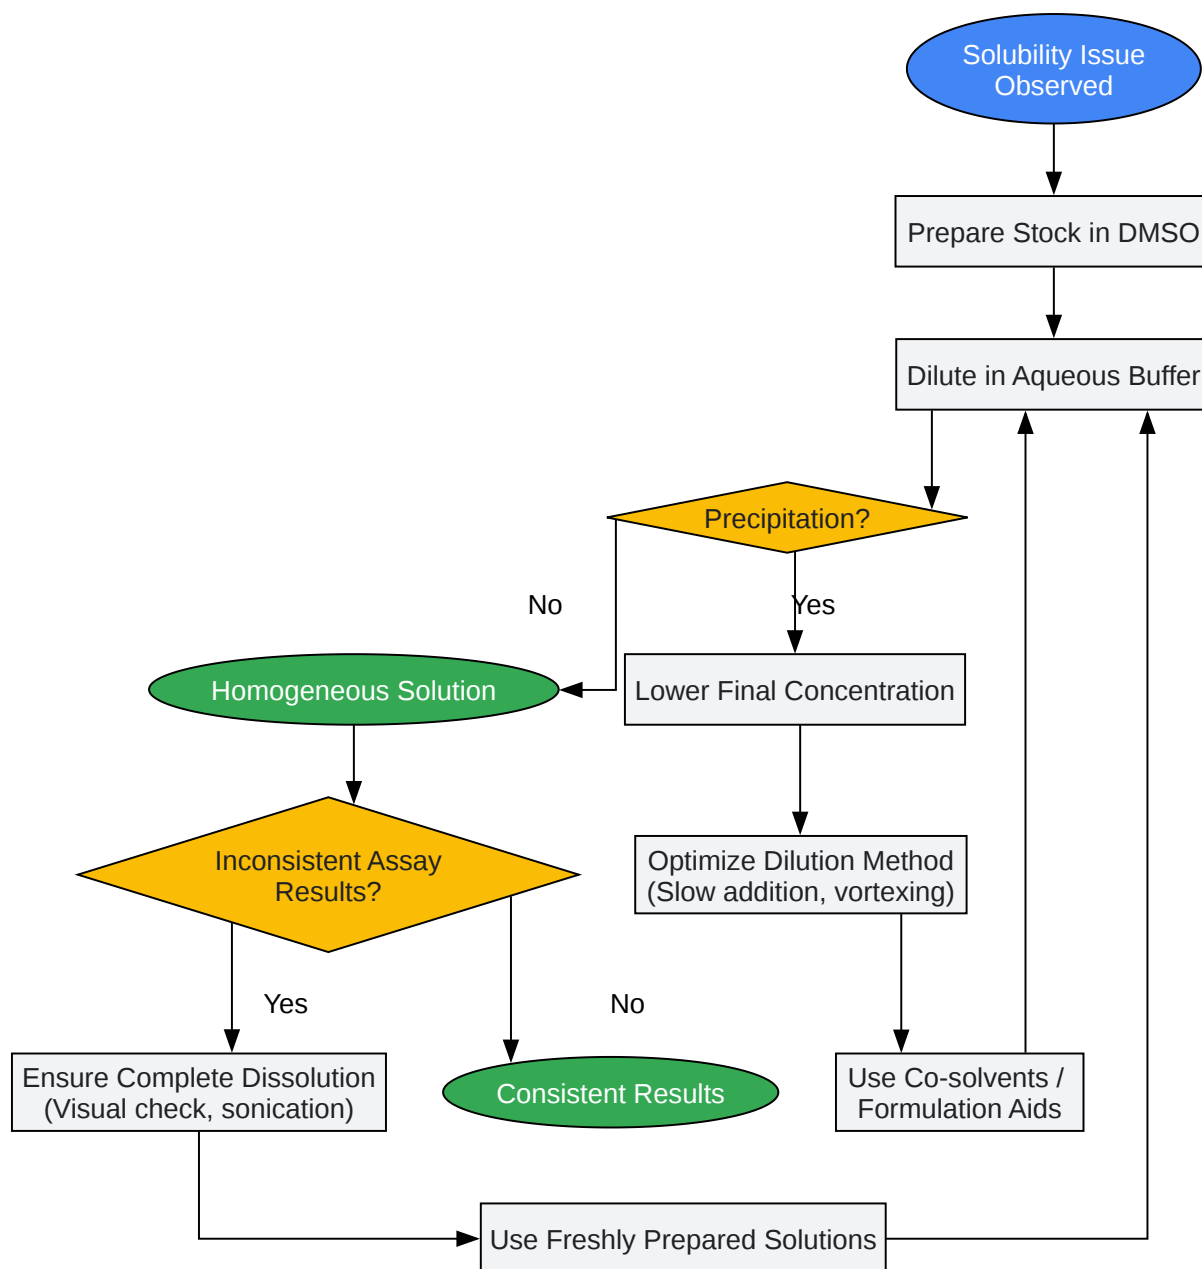 Solubility Issue
Observed
Prepare Stock in DMSO
Dilute in Aqueous Buffer
Precipitation?
No
Yes
Homogeneous Solution
Lower Final Concentration
Inconsistent Assay
Results?
Optimize Dilution Method
(Slow addition, vortexing)
Yes
No
Ensure Complete Dissolution
(Visual check, sonication)
Consistent Results
Use Co-solvents /
Formulation Aids
Use Freshly Prepared Solutions